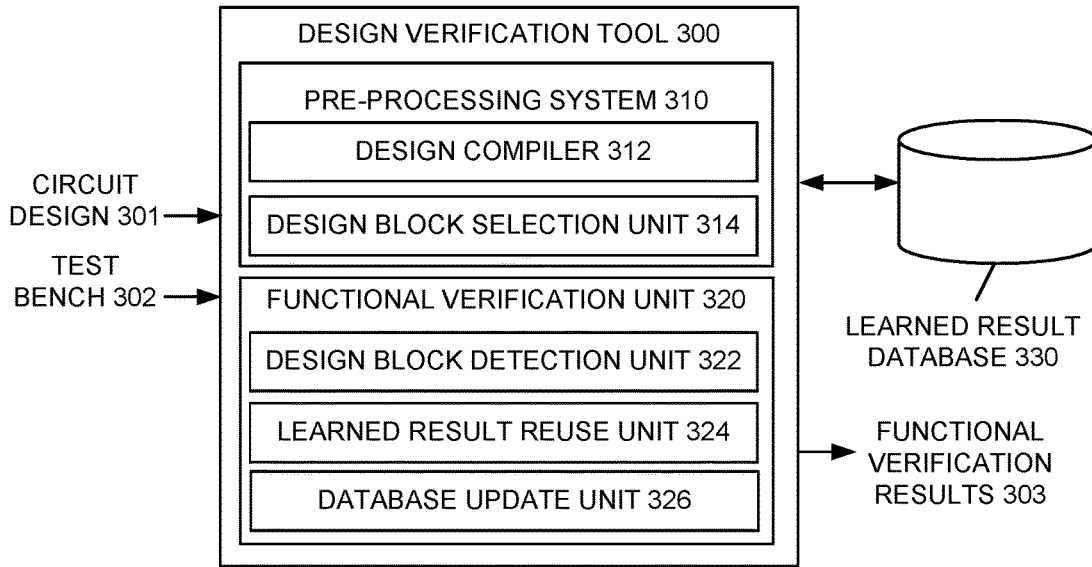 DESIGN VERIFICATION TOOL 300
PRE-PROCESSING SYSTEM 310
DESIGN COMPILER 312
DESIGN BLOCK SELECTION UNIT 314
CIRCUIT
DESIGN 301
TEST
BENCH 302
FUNCTIONAL VERIFICATION UNIT 320
DESIGN BLOCK DETECTION UNIT 322
LEARNED RESULT REUSE UNIT 324
DATABASE UPDATE UNIT 326
LEARNED RESULT
DATABASE 330
FUNCTIONAL
VERIFICATION
RESULTS 303